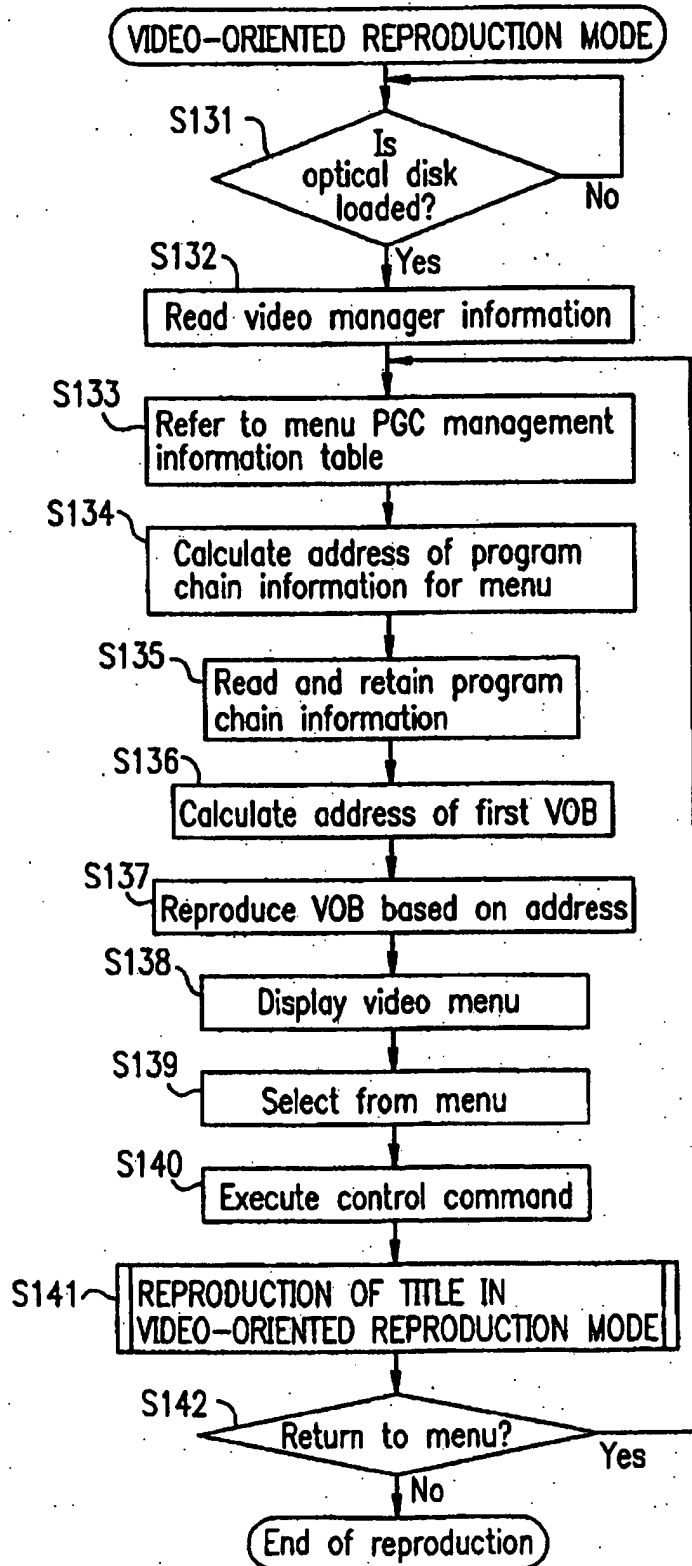 VIDEO-ORIENTED REPRODUCTION MODE
S131
Is
optical disk
loaded?
No
Yes
S132
Read video manager information
S133
Refer to menu PGC management
information table
S134
Calculate address of program
chain information for menu
S135
Read and retain program
chain information
S136
Calculate address of first VOB
S137
Reproduce VOB based on address
S138
Display video menu
S139
Select from menu
S140
Execute control command
S141
REPRODUCTION OF TITLE IN
VIDEO-ORIENTED REPRODUCTION MODE
S142
Return to menu?
Yes
No
End of reproduction